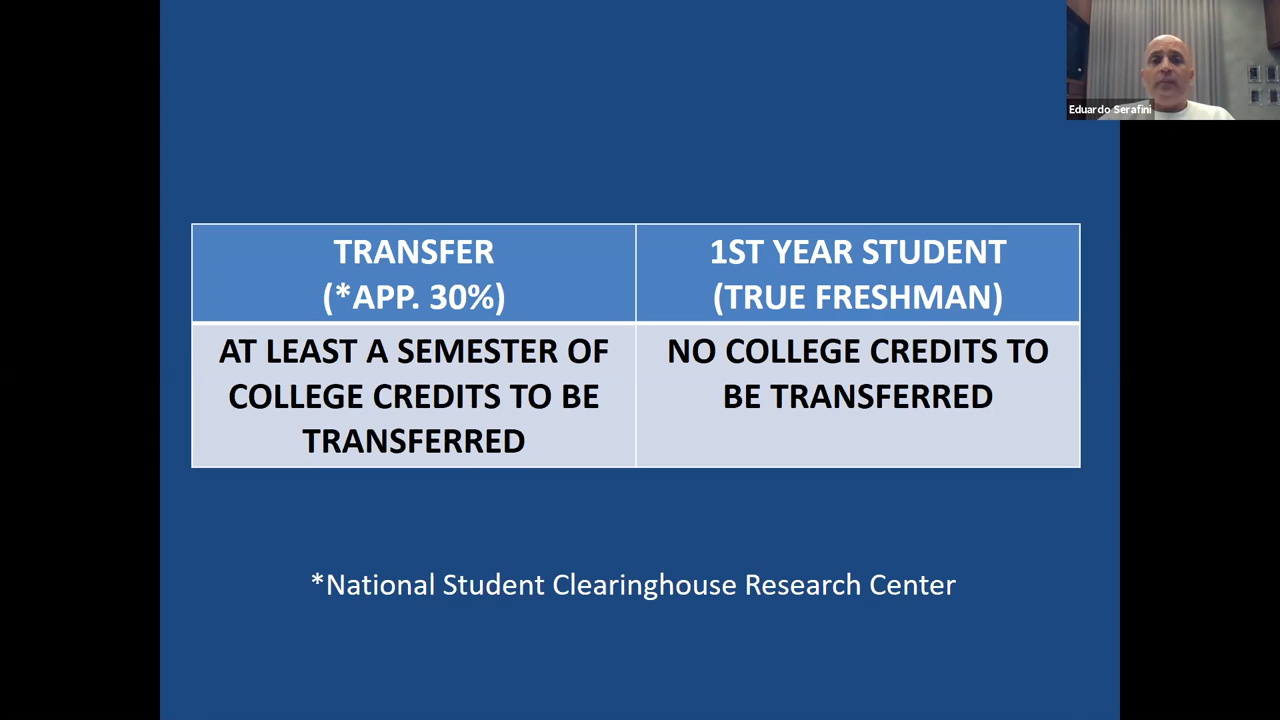 Eduardo Serafini
TRANSFER
(*APP. 30%)
1ST YEAR STUDENT
(TRUE FRESHMAN)
AT LEAST A SEMESTER OF
COLLEGE CREDITS TO BE
TRANSFERRED
NO COLLEGE CREDITS TO
BE TRANSFERRED
*National Student Clearinghouse Research Center